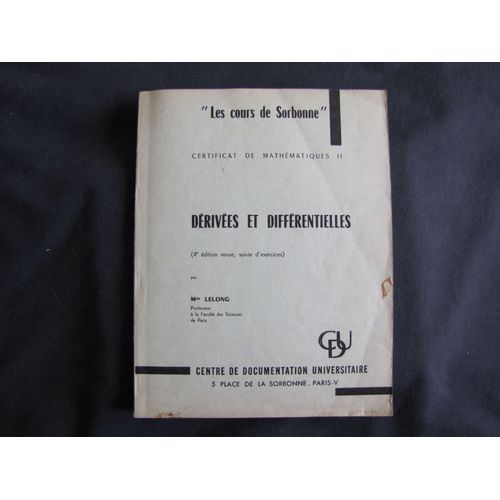 "Les cours de Sorbonne"
CERTIFICAT DE MATHÉMATIQUES II
DÉRIVÉES ET DIFFÉRENTIELLES
(4e édition revue, suivie d'exercices)
par
Mme LELONG
Professeur
à la Faculté des Sciences
de Paris
CDU
CENTRE DE DOCUMENTATION UNIVERSITAIRE
5 PLACE DE LA SORBONNE. PARIS-V